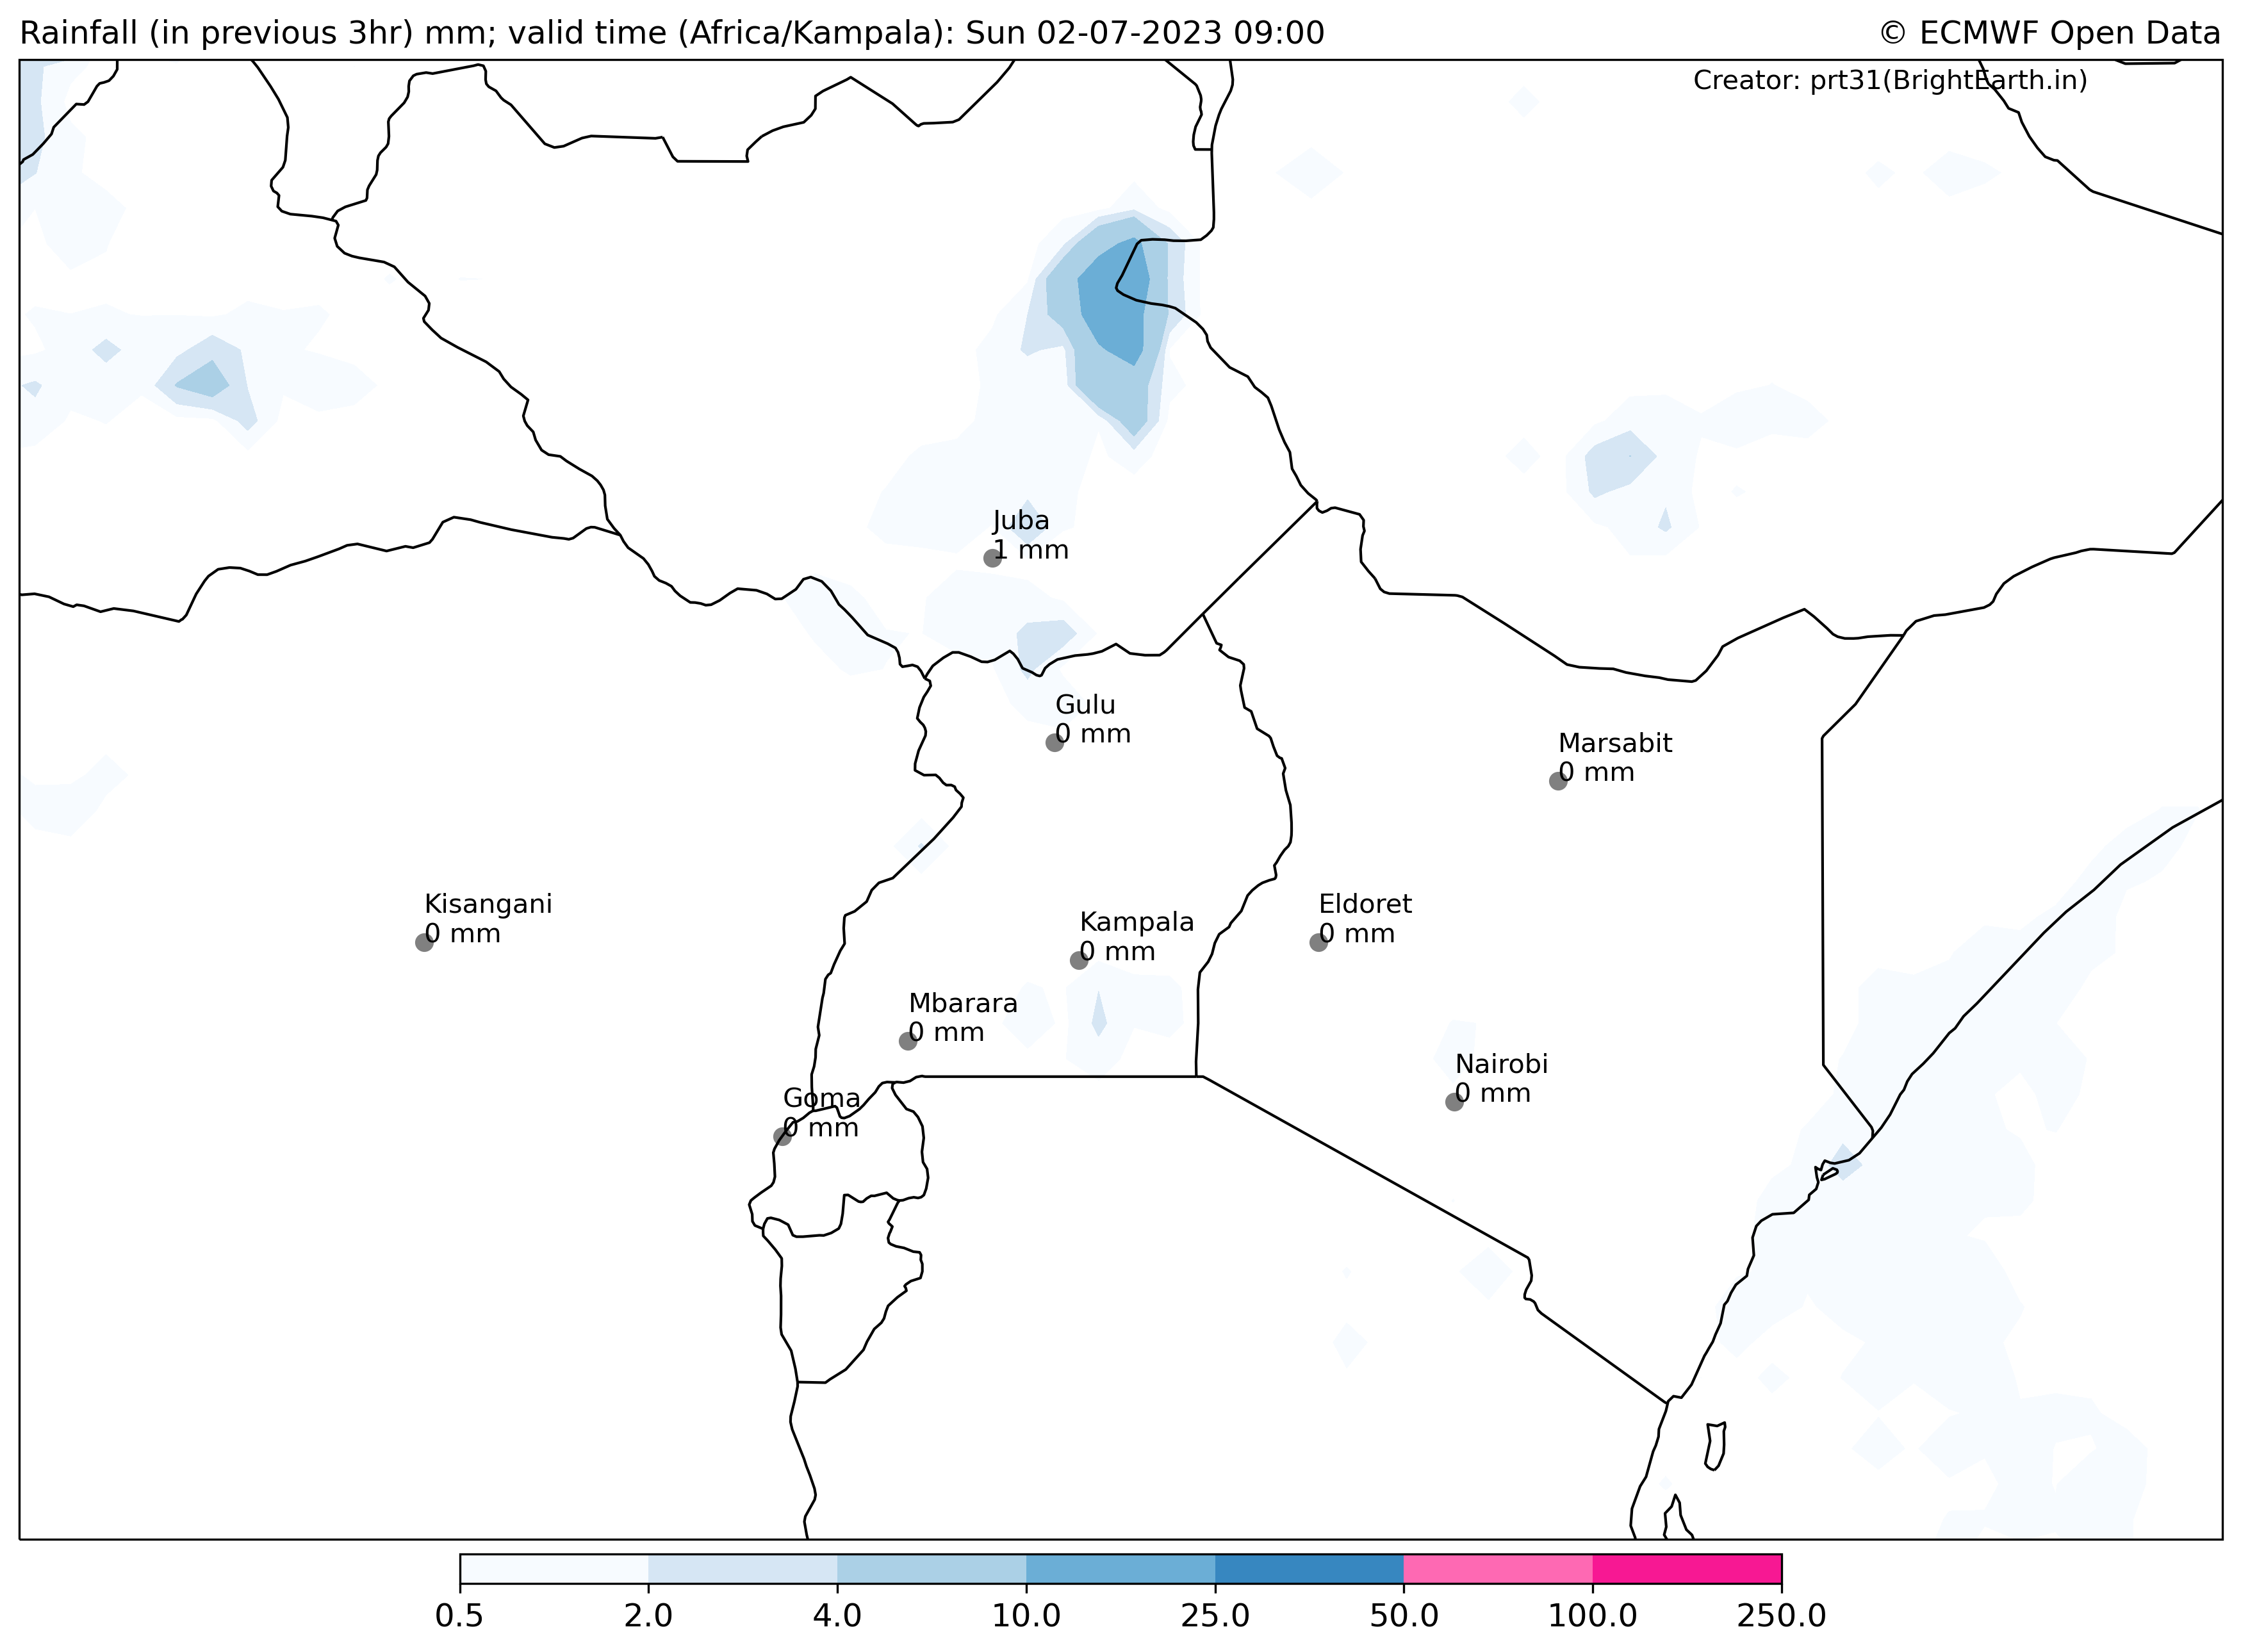 Rainfall (in previous 3hr) mm; valid time (Africa/Kampala): Sun 02-07-2023 09:00
© ECMWF Open Data
Creator: prt31(BrightEarth.in)
Juba
1 mm
Gulu
0 mm
Marsabit
0 mm
Kisangani
0 mm
Kampala
0 mm
Eldoret
0 mm
Mbarara
0 mm
Nairobi
0 mm
Goma
0 mm
0.5 2.0 4.0 10.0 25.0 50.0 100.0 250.0